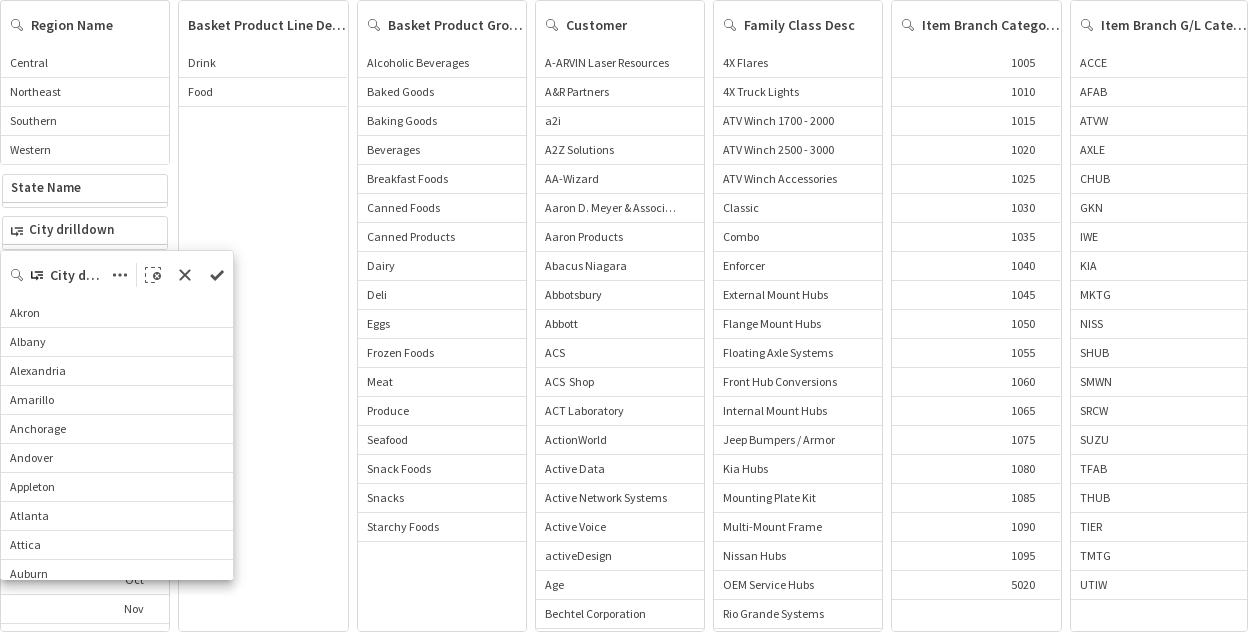 Region Name
Central
Northeast
Southern
Western
State Name
City drilldown
City d...
Akron
Albany
Alexandria
Amarillo
Anchorage
Andover
Appleton
Atlanta
Attica
Auburn
Oct
Nov
Basket Product Line De...
Drink
Food
Basket Product Gro...
Alcoholic Beverages
Baked Goods
Baking Goods
Beverages
Breakfast Foods
Canned Foods
Canned Products
Dairy
Deli
Eggs
Frozen Foods
Meat
Produce
Seafood
Snack Foods
Snacks
Starchy Foods
Customer
A-ARVIN Laser Resources
A&R Partners
a2i
A2Z Solutions
AA-Wizard
Aaron D. Meyer & Associ...
Aaron Products
Abacus Niagara
Abbotsbury
Abbott
ACS
ACS Shop
ACT Laboratory
ActionWorld
Active Data
Active Network Systems
Active Voice
activeDesign
Age
Bechtel Corporation
Family Class Desc
4X Flares
4X Truck Lights
ATV Winch 1700 - 2000
ATV Winch 2500 - 3000
ATV Winch Accessories
Classic
Combo
Enforcer
External Mount Hubs
Flange Mount Hubs
Floating Axle Systems
Front Hub Conversions
Internal Mount Hubs
Jeep Bumpers / Armor
Kia Hubs
Mounting Plate Kit
Multi-Mount Frame
Nissan Hubs
OEM Service Hubs
Rio Grande Systems
Item Branch Catego...
1005
1010
1015
1020
1025
1030
1035
1040
1045
1050
1055
1060
1065
1075
1080
1085
1090
1095
5020
Item Branch G/L Cate...
ACCE
AFAB
ATVW
AXLE
CHUB
GKN
IWE
KIA
MKTG
NISS
SHUB
SMWN
SRCW
SUZU
TFAB
THUB
TIER
TMTG
UTIW